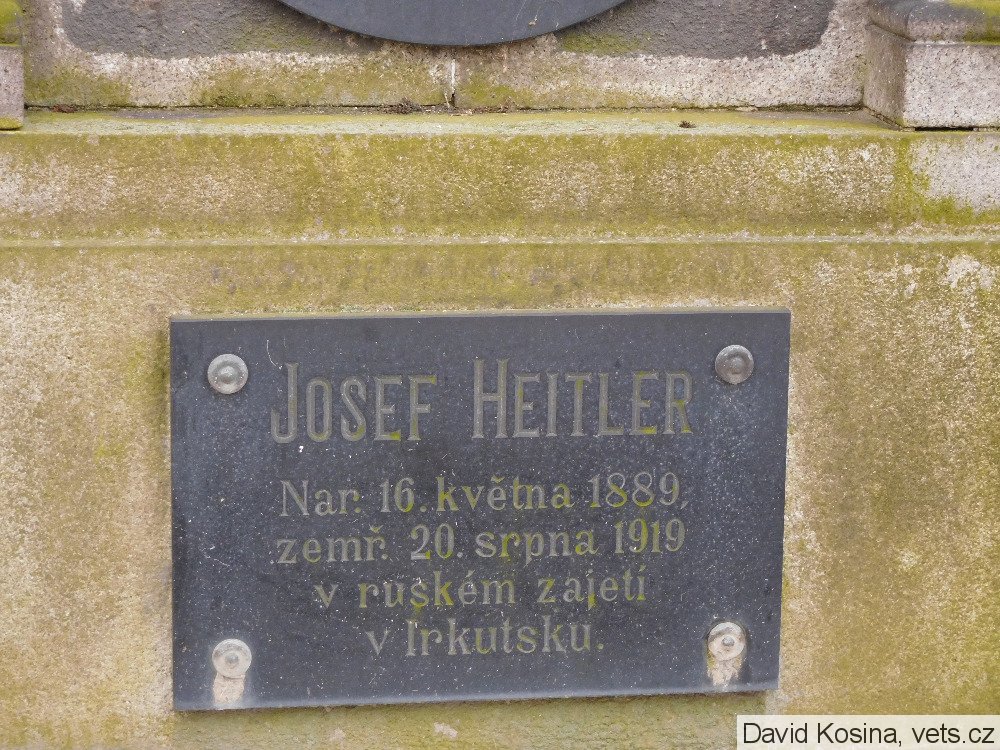 JOSEF HEITLER
Nar. 16. května 1889,
zemř. 20. srpna 1919
v ruském zajetí
v Irkutsku.
David Kosina, vets.cz